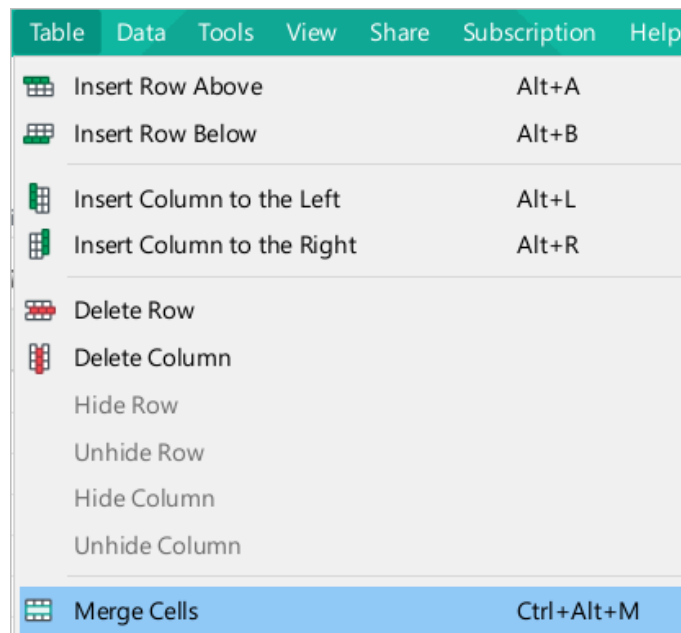 Table Data Tools View Share Subscription Help
Insert Row Above Alt+A
Insert Row Below Alt+B
Insert Column to the Left Alt+L
Insert Column to the Right Alt+R
Delete Row
Delete Column
Hide Row
Unhide Row
Hide Column
Unhide Column
Merge Cells Ctrl+Alt+M